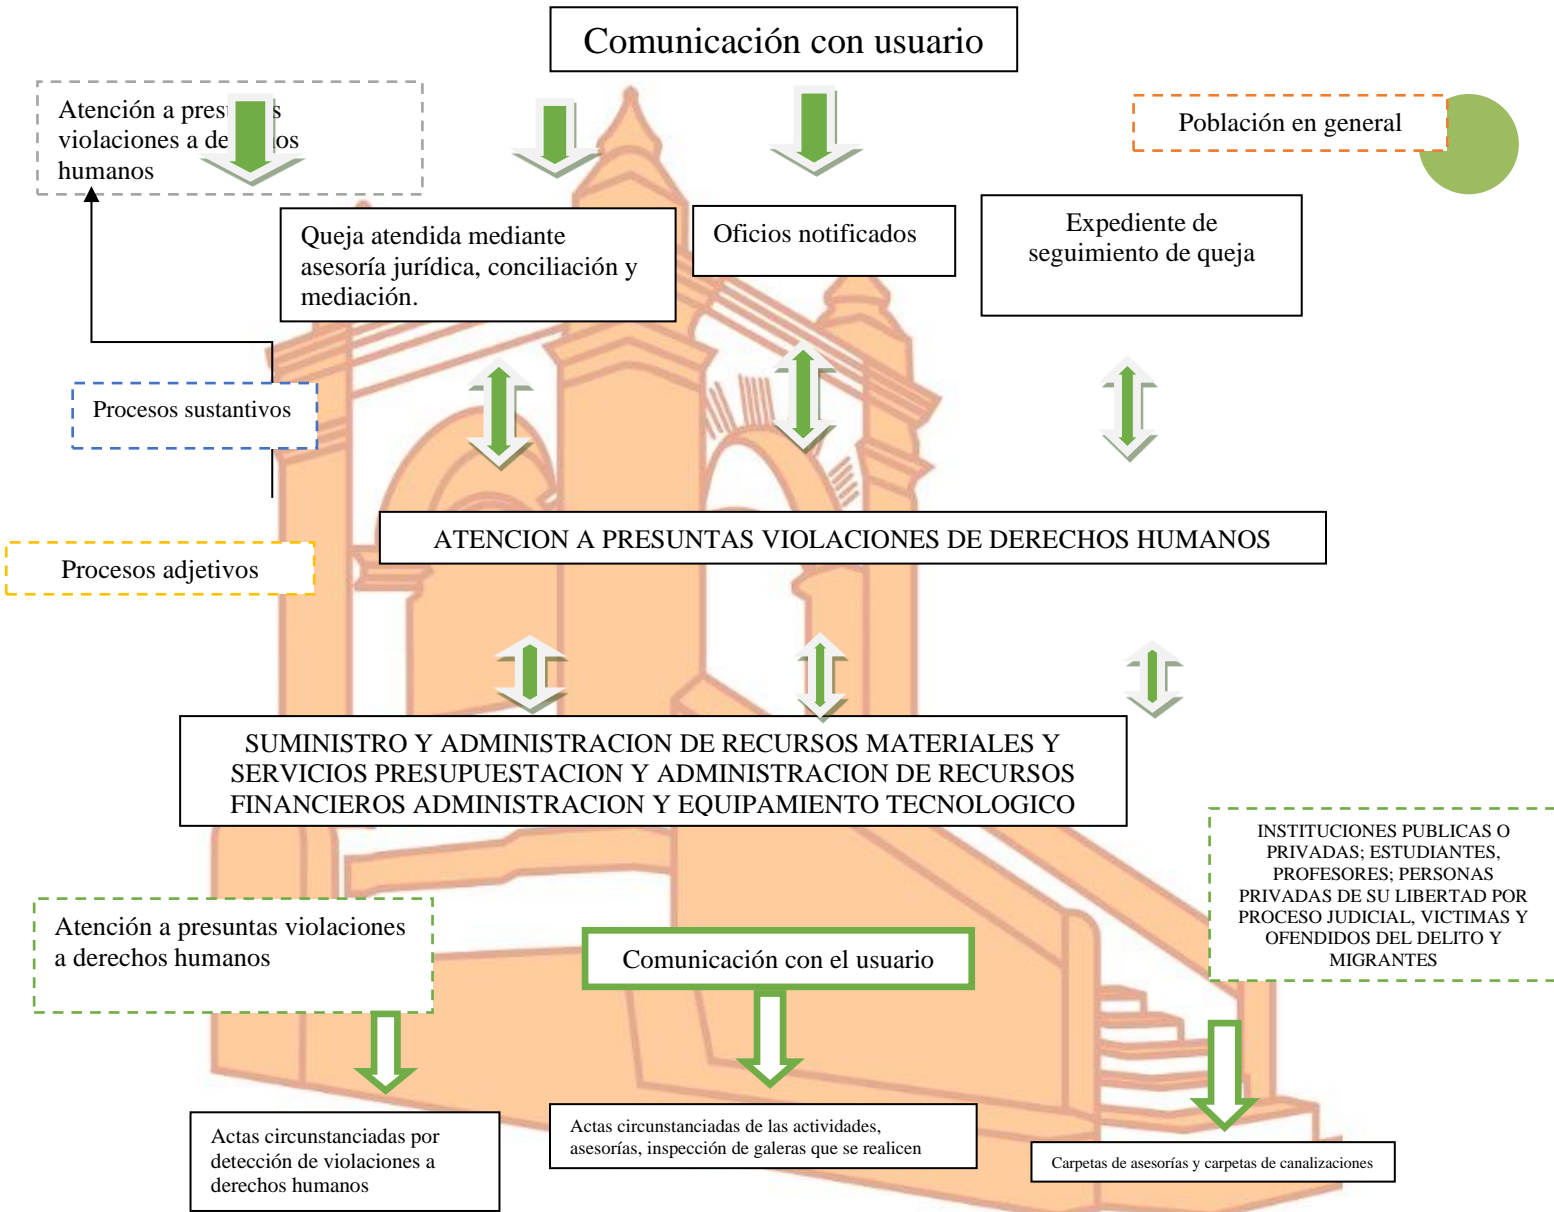 Comunicación con usuario
Atención a pres s
violaciones a de os
humanos
Población en general
Queja atendida mediante
asesoría jurídica, conciliación y
mediación.
Oficios notificados
Expediente de
seguimiento de queja
Procesos sustantivos
ATENCION A PRESUNTAS VIOLACIONES DE DERECHOS HUMANOS
Procesos adjetivos
SUMINISTRO Y ADMINISTRACION DE RECURSOS MATERIALES Y
SERVICIOS PRESUPUESTACION Y ADMINISTRACION DE RECURSOS
FINANCIEROS ADMINISTRACION Y EQUIPAMIENTO TECNOLOGICO
INSTITUCIONES PUBLICAS O
PRIVADAS; ESTUDIANTES,
PROFESORES; PERSONAS
PRIVADAS DE SU LIBERTAD POR
PROCESO JUDICIAL, VICTIMAS Y
OFENDIDOS DEL DELITO Y
MIGRANTES
Atención a presuntas violaciones
a derechos humanos
Comunicación con el usuario
Actas circunstanciadas por
detección de violaciones a
derechos humanos
Actas circunstanciadas de las actividades,
asesorías, inspección de galeras que se realicen
Carpetas de asesorías y carpetas de canalizaciones